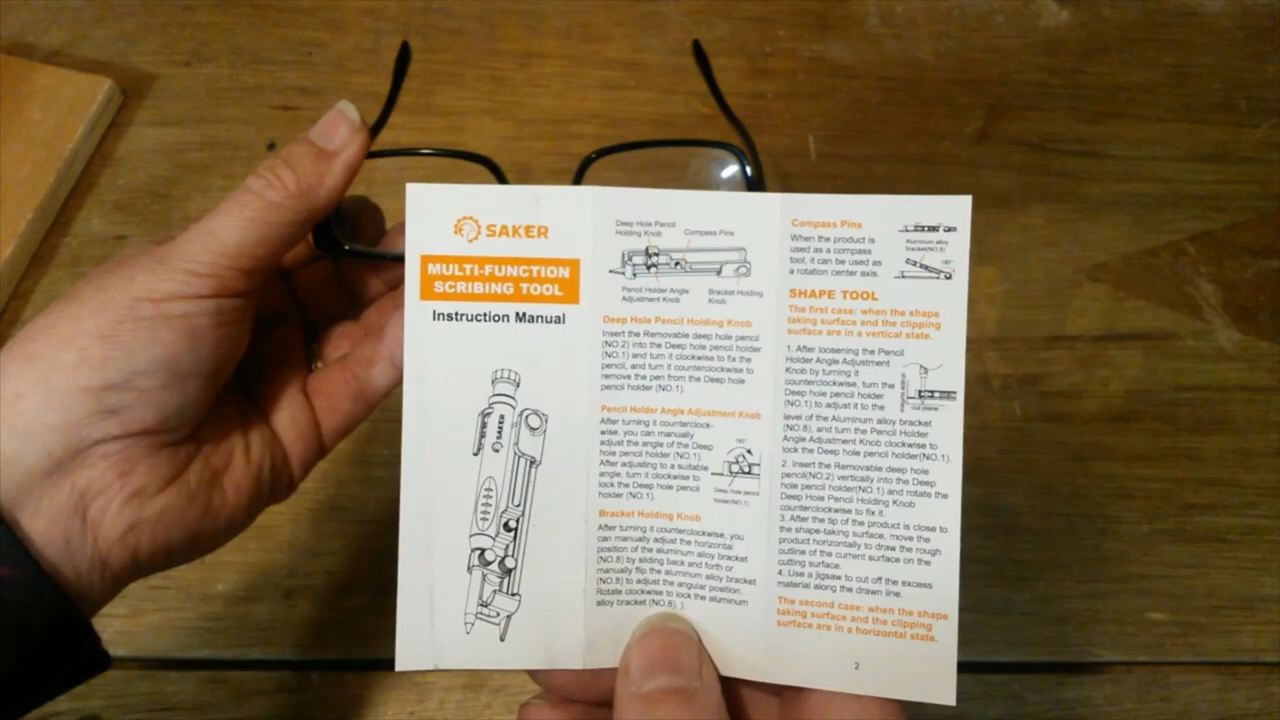 SAKER
MULTI-FUNCTION
SCRIBING TOOL
Instruction Manual
SAKER
Deep Hole Pencil
Holding Knob
Compass Pins
Pencil Holder Angle
Adjustment Knob
Bracket Holding
Knob
Deep Hole Pencil Holding Knob
Insert the Removable deep hole pencil
(NO.2) into the Deep hole pencil holder
(NO.1) and turn it clockwise to fix the
pencil, and turn it counterclockwise to
remove the pen from the Deep hole
pencil holder (NO.1).
Pencil Holder Angle Adjustment Knob
After turning it counterclock-
wise, you can manually
adjust the angle of the Deep
hole pencil holder (NO.1).
After adjusting to a suitable
angle, turn it clockwise to
lock the Deep hole pencil
holder (NO.1).
180°
Deep hole pencil
holder(NO.1)
Bracket Holding Knob
After turning it counterclockwise, you
can manually adjust the horizontal
position of the aluminum alloy bracket
(NO.8) by sliding back and forth or
manually flip the aluminum alloy bracket
(NO.8) to adjust the angular position.
Rotate clockwise to lock the aluminum
alloy bracket (NO.8). )
Compass Pins
When the product is
used as a compass
tool, it can be used as
a rotation center axis.
Aluminum alloy
bracket(NO.8)
180°
SHAPE TOOL
The first case: when the shape
taking surface and the clipping
surface are in a vertical state.
1. After loosening the Pencil
Holder Angle Adjustment
Knob by turning it
counterclockwise, turn the
Deep hole pencil holder
(NO.1) to adjust it to the
level of the Aluminum alloy bracket
(NO.8), and turn the Pencil Holder
Angle Adjustment Knob clockwise to
lock the Deep hole pencil holder(NO.1).
cut plane
2. Insert the Removable deep hole
pencil(NO.2) vertically into the Deep
hole pencil holder(NO.1) and rotate the
Deep Hole Pencil Holding Knob
counterclockwise to fix it.
3. After the tip of the product is close to
the shape-taking surface, move the
product horizontally to draw the rough
outline of the current surface on the
cutting surface.
4. Use a jigsaw to cut off the excess
material along the drawn line.
The second case: when the shape
taking surface and the clipping
surface are in a horizontal state.
2